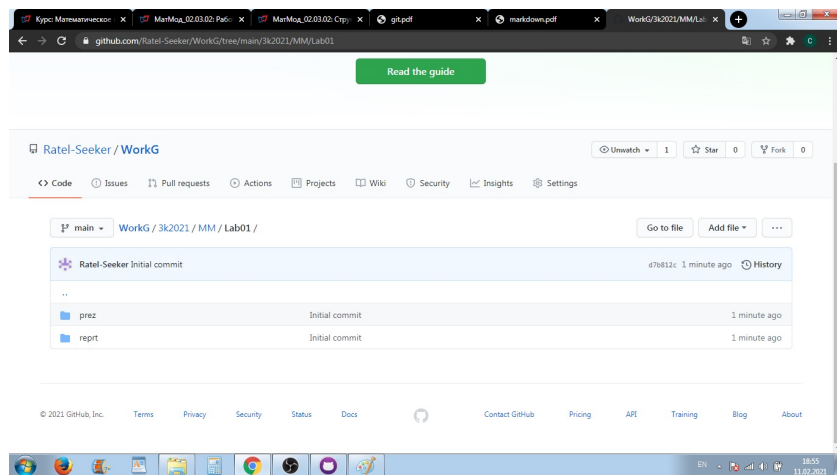 Курс: Математическое
МатМод_02.03.02: Рабо
МатМод_02.03.02: Стру
git.pdf
markdown.pdf
WorkG/3k2021/MM/Lab
github.com/Ratel-Seeker/WorkG/tree/main/3k2021/MM/Lab01
Read the guide
Ratel-Seeker / WorkG
Unwatch 1 Star 0 Fork 0
Code Issues Pull requests Actions Projects Wiki Security Insights Settings
main WorkG / 3k2021 / MM / Lab01 / Go to file Add file ...
Ratel-Seeker Initial commit d7b812c 1 minute ago History
..
prez Initial commit 1 minute ago
reprt Initial commit 1 minute ago
© 2021 GitHub, Inc. Terms Privacy Security Status Docs Contact GitHub Pricing API Training Blog About
EN 18:55
11.02.2021